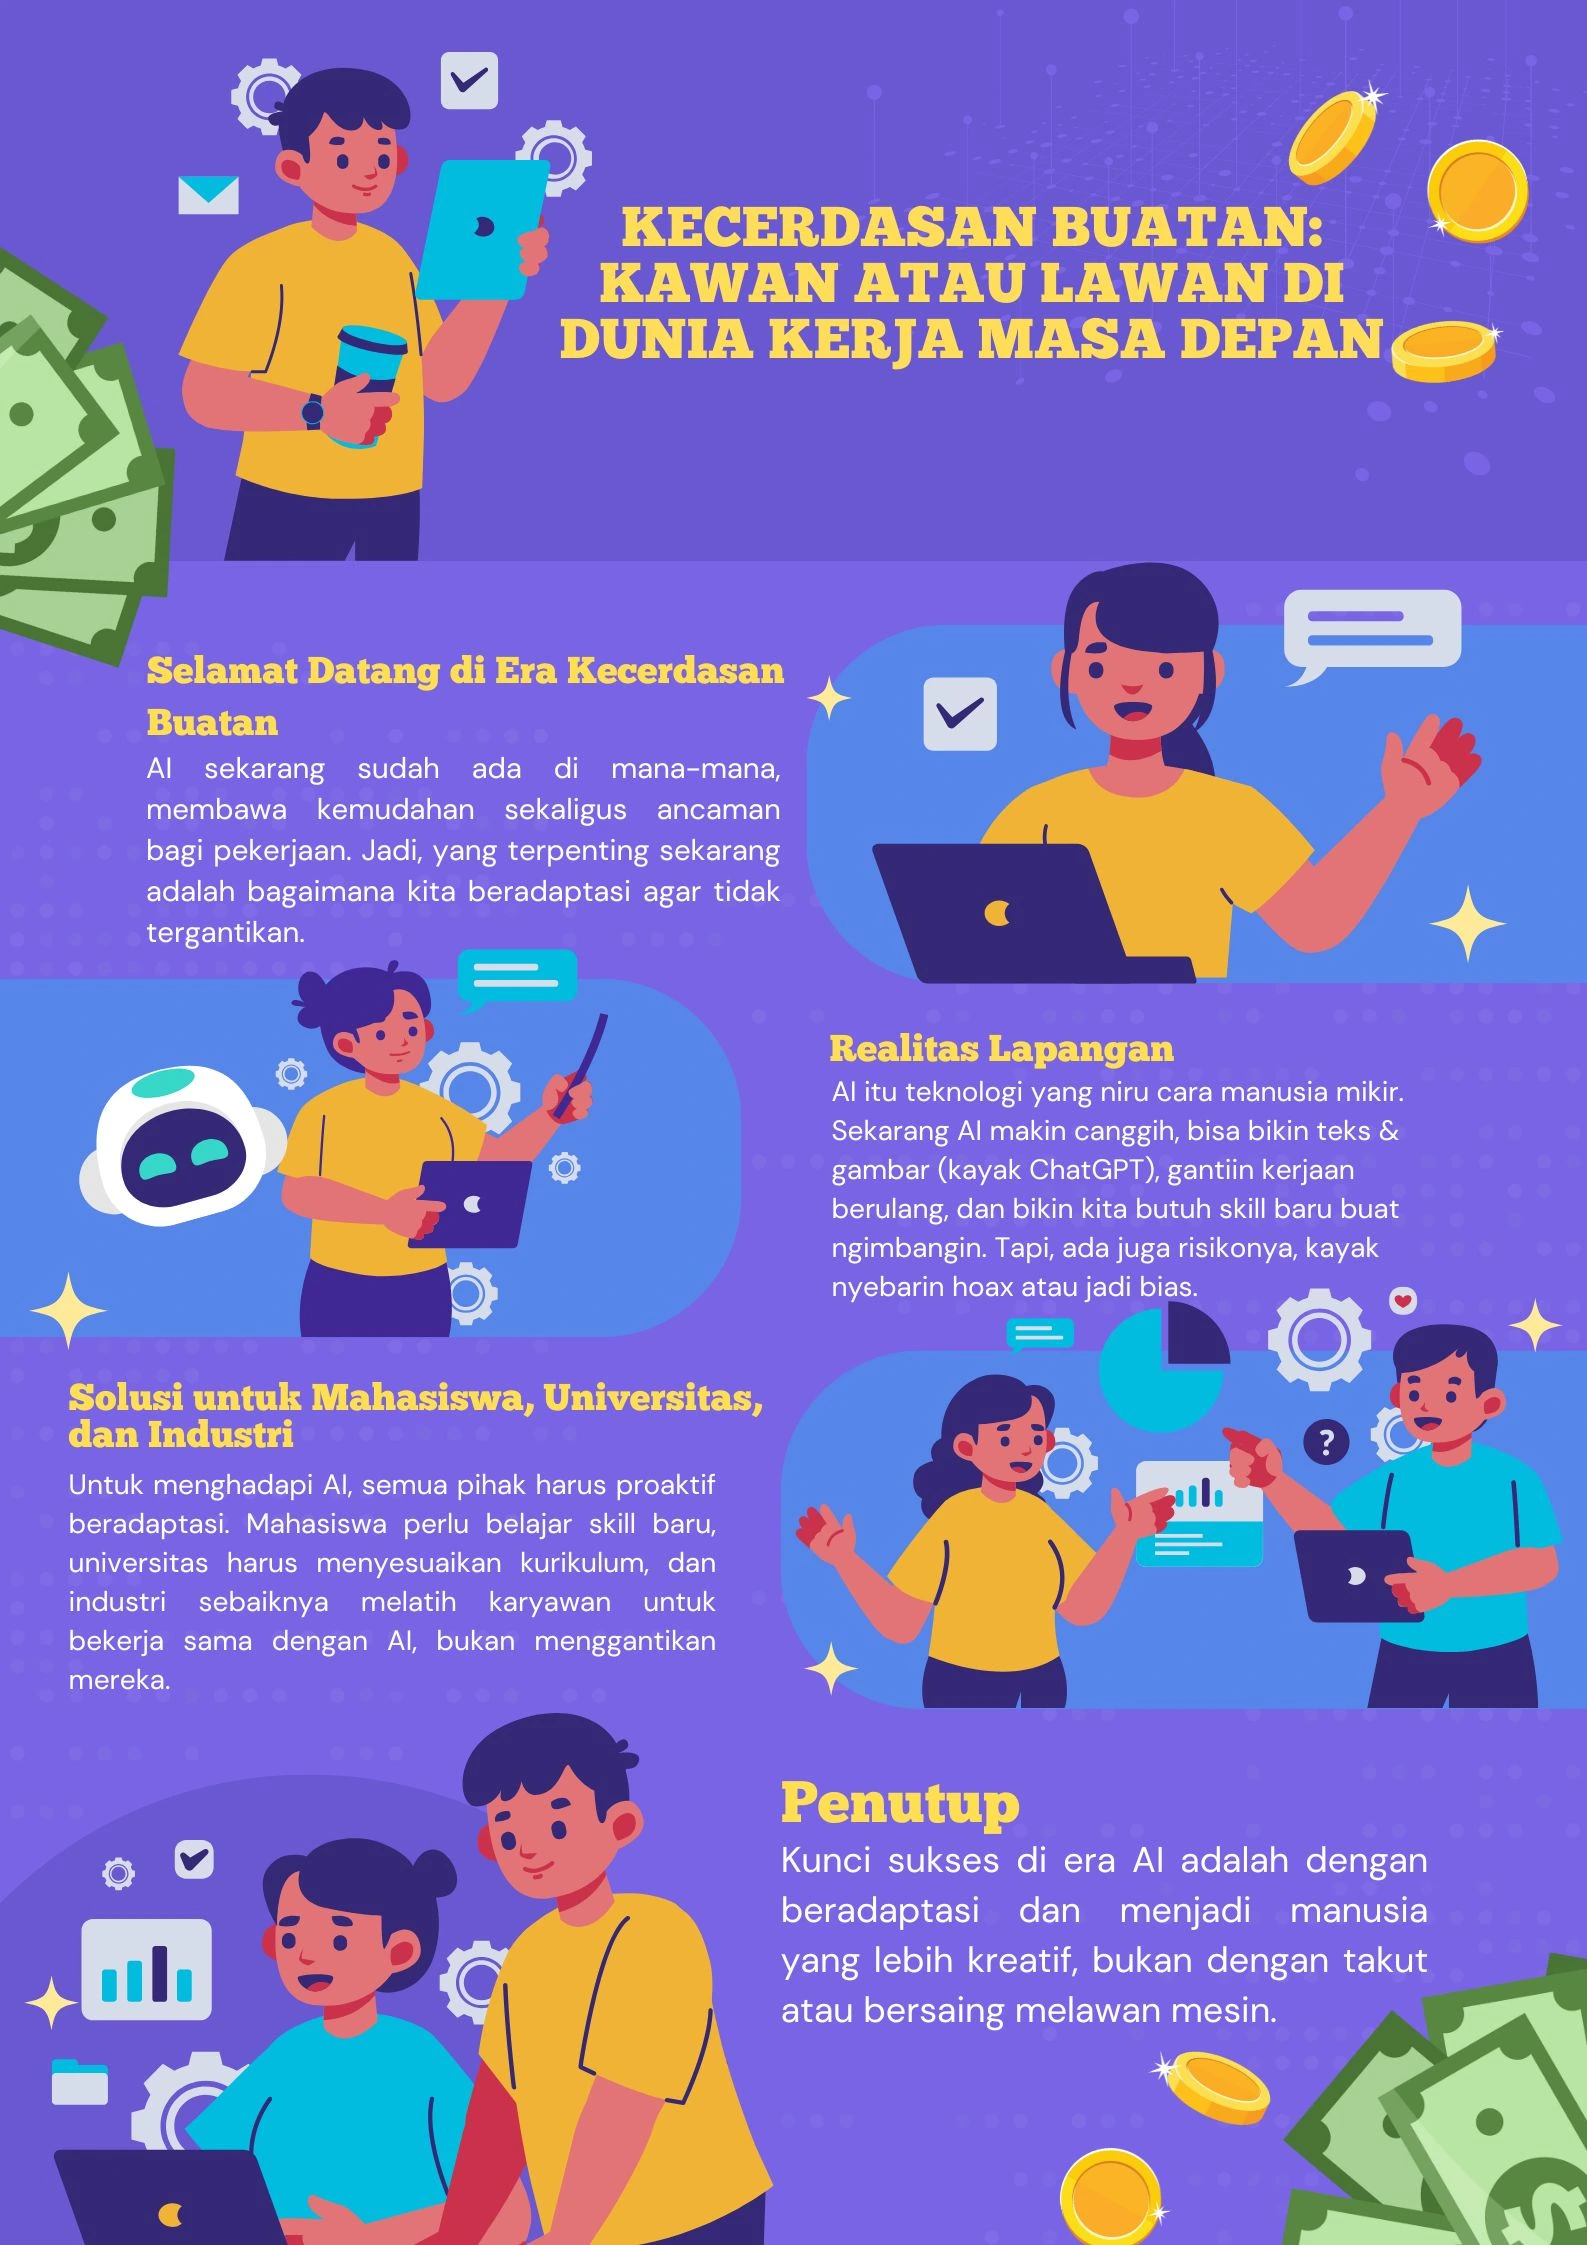 KECERDASAN BUATAN:
KAWAN ATAU LAWAN DI
DUNIA KERJA MASA DEPAN
Selamat Datang di Era Kecerdasan
Buatan
AI sekarang sudah ada di mana-mana,
membawa kemudahan sekaligus ancaman
bagi pekerjaan. Jadi, yang terpenting sekarang
adalah bagaimana kita beradaptasi agar tidak
tergantikan.
Realitas Lapangan
AI itu teknologi yang niru cara manusia mikir.
Sekarang AI makin canggih, bisa bikin teks &
gambar (kayak ChatGPT), gantiin kerjaan
berulang, dan bikin kita butuh skill baru buat
ngimbangin. Tapi, ada juga risikonya, kayak
nyebarin hoax atau jadi bias.
?
Solusi untuk Mahasiswa, Universitas,
dan Industri
Untuk menghadapi AI, semua pihak harus proaktif
beradaptasi. Mahasiswa perlu belajar skill baru,
universitas harus menyesuaikan kurikulum, dan
industri sebaiknya melatih karyawan untuk
bekerja sama dengan AI, bukan menggantikan
mereka.
Penutup
Kunci sukses di era AI adalah dengan
beradaptasi dan menjadi manusia
yang lebih kreatif, bukan dengan takut
atau bersaing melawan mesin.
$